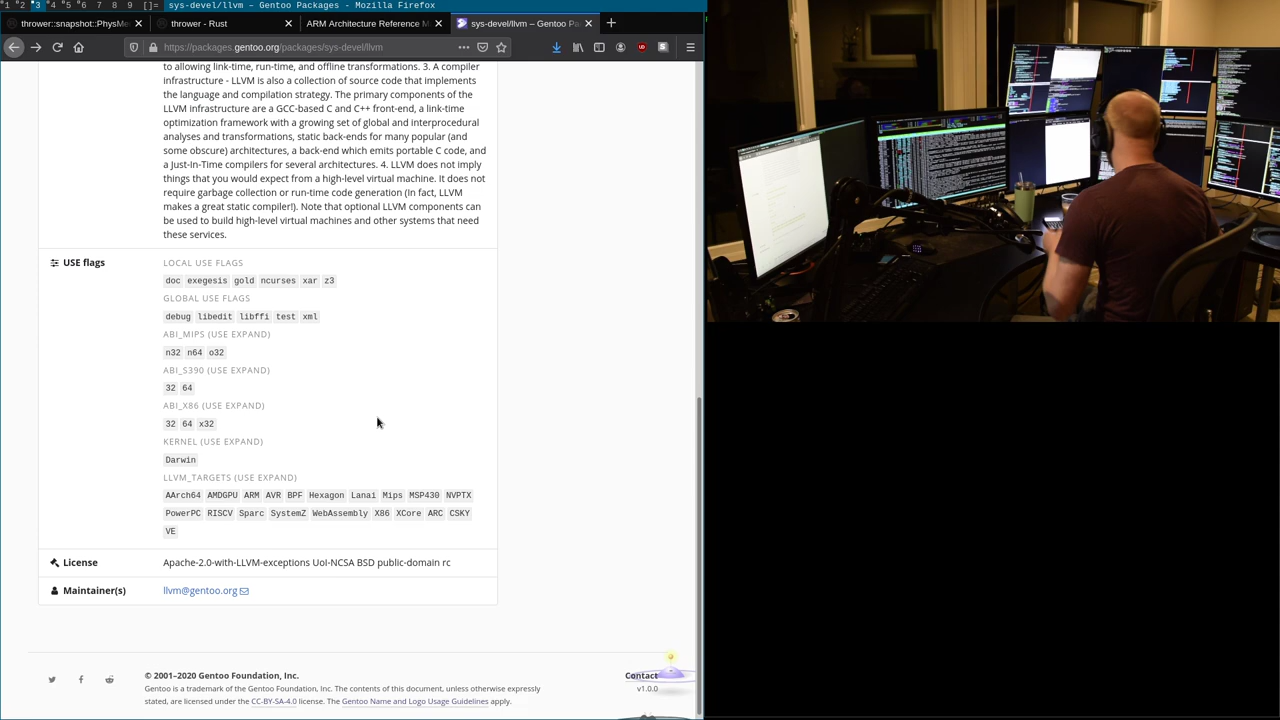 1 2 3 4 5 6 7 8 9 []= sys-devel/llvm – Gentoo Packages - Mozilla Firefox
thrower::snapshot::PhysMe
thrower - Rust
ARM Architecture Reference M
sys-devel/llvm – Gentoo Pa
https://packages.gentoo.org/packages/sys-devel/llvm
to allowing link-time, run-time, and offline transformations. 3. A compiler
infrastructure - LLVM is also a collection of source code that implements
the language and compilation strategy. The primary components of the
LLVM infrastructure are a GCC-based C and C++ front-end, a link-time
optimization framework with a growing set of global and interprocedural
analyses and transformations, static back-ends for many popular (and
some obscure) architectures, a back-end which emits portable C code, and
a Just-In-Time compilers for several architectures. 4. LLVM does not imply
things that you would expect from a high-level virtual machine. It does not
require garbage collection or run-time code generation (In fact, LLVM
makes a great static compiler!). Note that optional LLVM components can
be used to build high-level virtual machines and other systems that need
these services.
USE flags
LOCAL USE FLAGS
doc exegesis gold ncurses xar z3
GLOBAL USE FLAGS
debug libedit libffi test xml
ABI_MIPS (USE EXPAND)
n32 n64 o32
ABI_S390 (USE EXPAND)
32 64
ABI_X86 (USE EXPAND)
32 64 x32
KERNEL (USE EXPAND)
Darwin
LLVM_TARGETS (USE EXPAND)
AArch64 AMDGPU ARM AVR BPF Hexagon Lanai Mips MSP430 NVPTX
PowerPC RISCV Sparc SystemZ WebAssembly X86 XCore ARC CSKY
VE
License
Apache-2.0-with-LLVM-exceptions UoI-NCSA BSD public-domain rc
Maintainer(s)
llvm@gentoo.org
© 2001–2020 Gentoo Foundation, Inc.
Gentoo is a trademark of the Gentoo Foundation, Inc. The contents of this document, unless otherwise expressly
stated, are licensed under the CC-BY-SA-4.0 license. The Gentoo Name and Logo Usage Guidelines apply.
Contact
v1.0.0